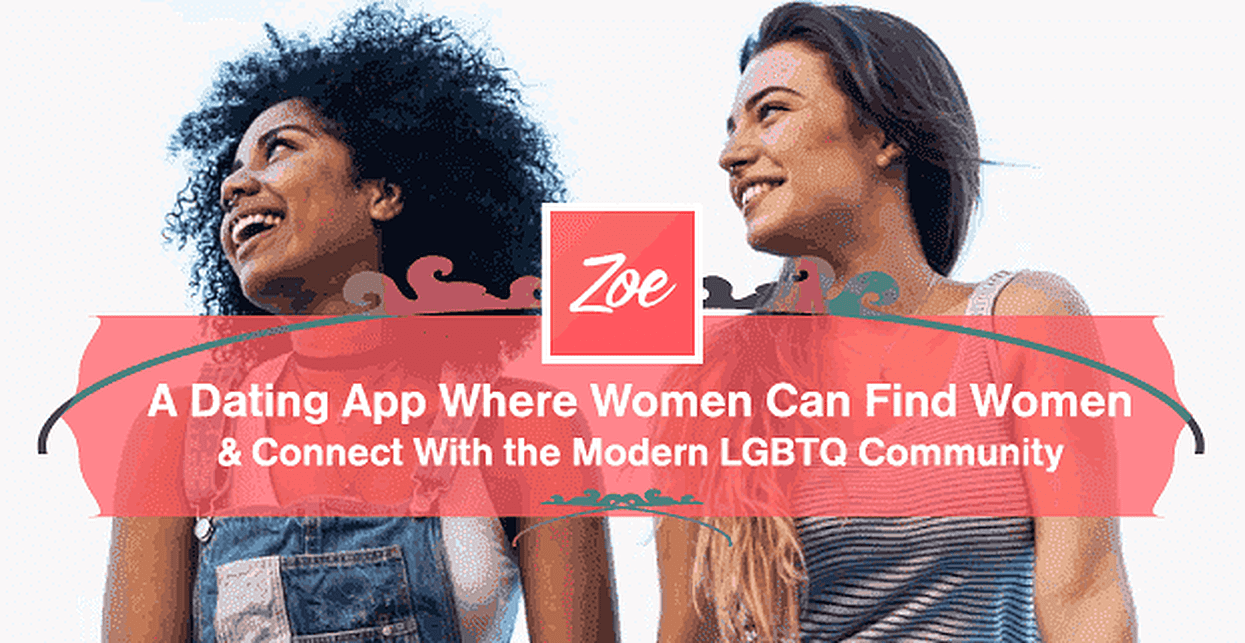 Zoe
A Dating App Where Women Can Find Women
& Connect With the Modern LGBTQ Community